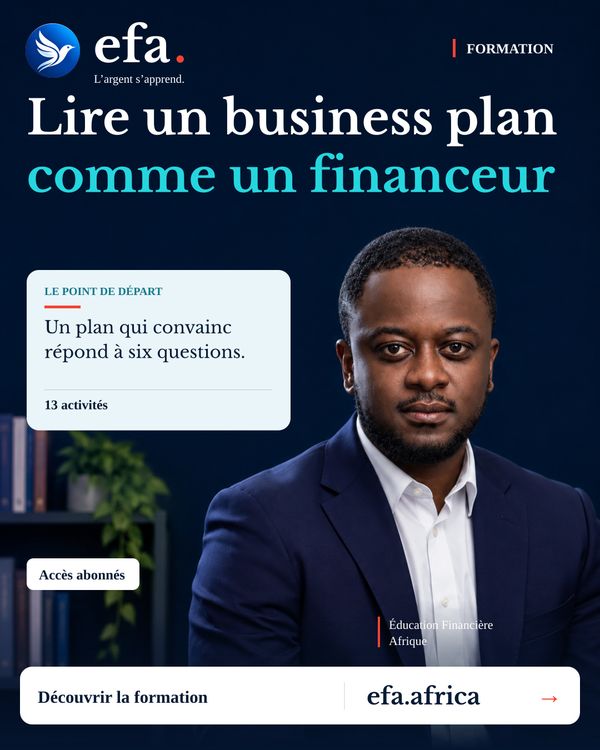 efa.
L'argent s'apprend.
FORMATION
Lire un business plan
comme un financeur
LE POINT DE DÉPART
Un plan qui convainc
répond à six questions.
13 activités
Accès abonnés
Éducation Financière
Afrique
Découvrir la formation
efa.africa →